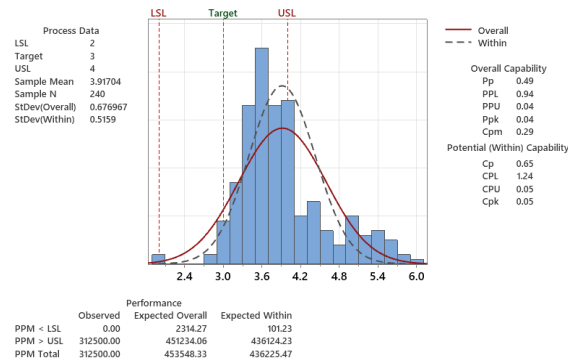 LSL Target USL
Process Data
LSL 2
Target 3
USL 4
Sample Mean 3.91704
Sample N 240
StDev(Overall) 0.676967
StDev(Within) 0.5159
Overall
Within
Overall Capability
Pp 0.49
PPL 0.94
PPU 0.04
Ppk 0.04
Cpm 0.29
Potential (Within) Capability
Cp 0.65
CPL 1.24
CPU 0.05
Cpk 0.05
2.4 3.0 3.6 4.2 4.8 5.4 6.0
Performance
Observed Expected Overall Expected Within
PPM < LSL 0.00 2314.27 101.23
PPM > USL 312500.00 451234.06 436124.23
PPM Total 312500.00 453548.33 436225.47